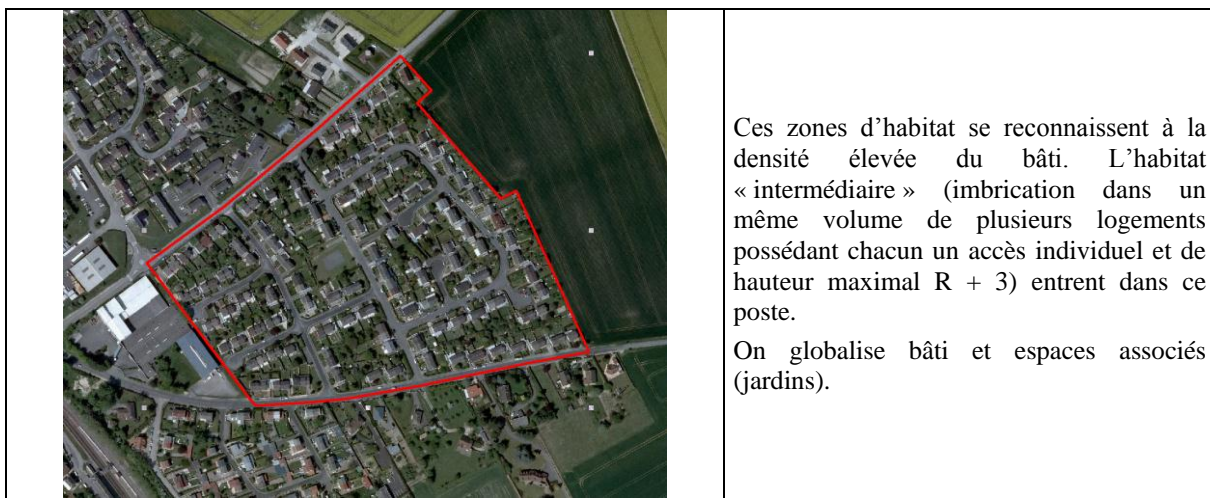 Ces zones d’habitat se reconnaissent à la
densité élevée du bâti. L’habitat
« intermédiaire » (imbrication dans un
même volume de plusieurs logements
possédant chacun un accès individuel et de
hauteur maximal R + 3) entrent dans ce
poste.
On globalise bâti et espaces associés
(jardins).